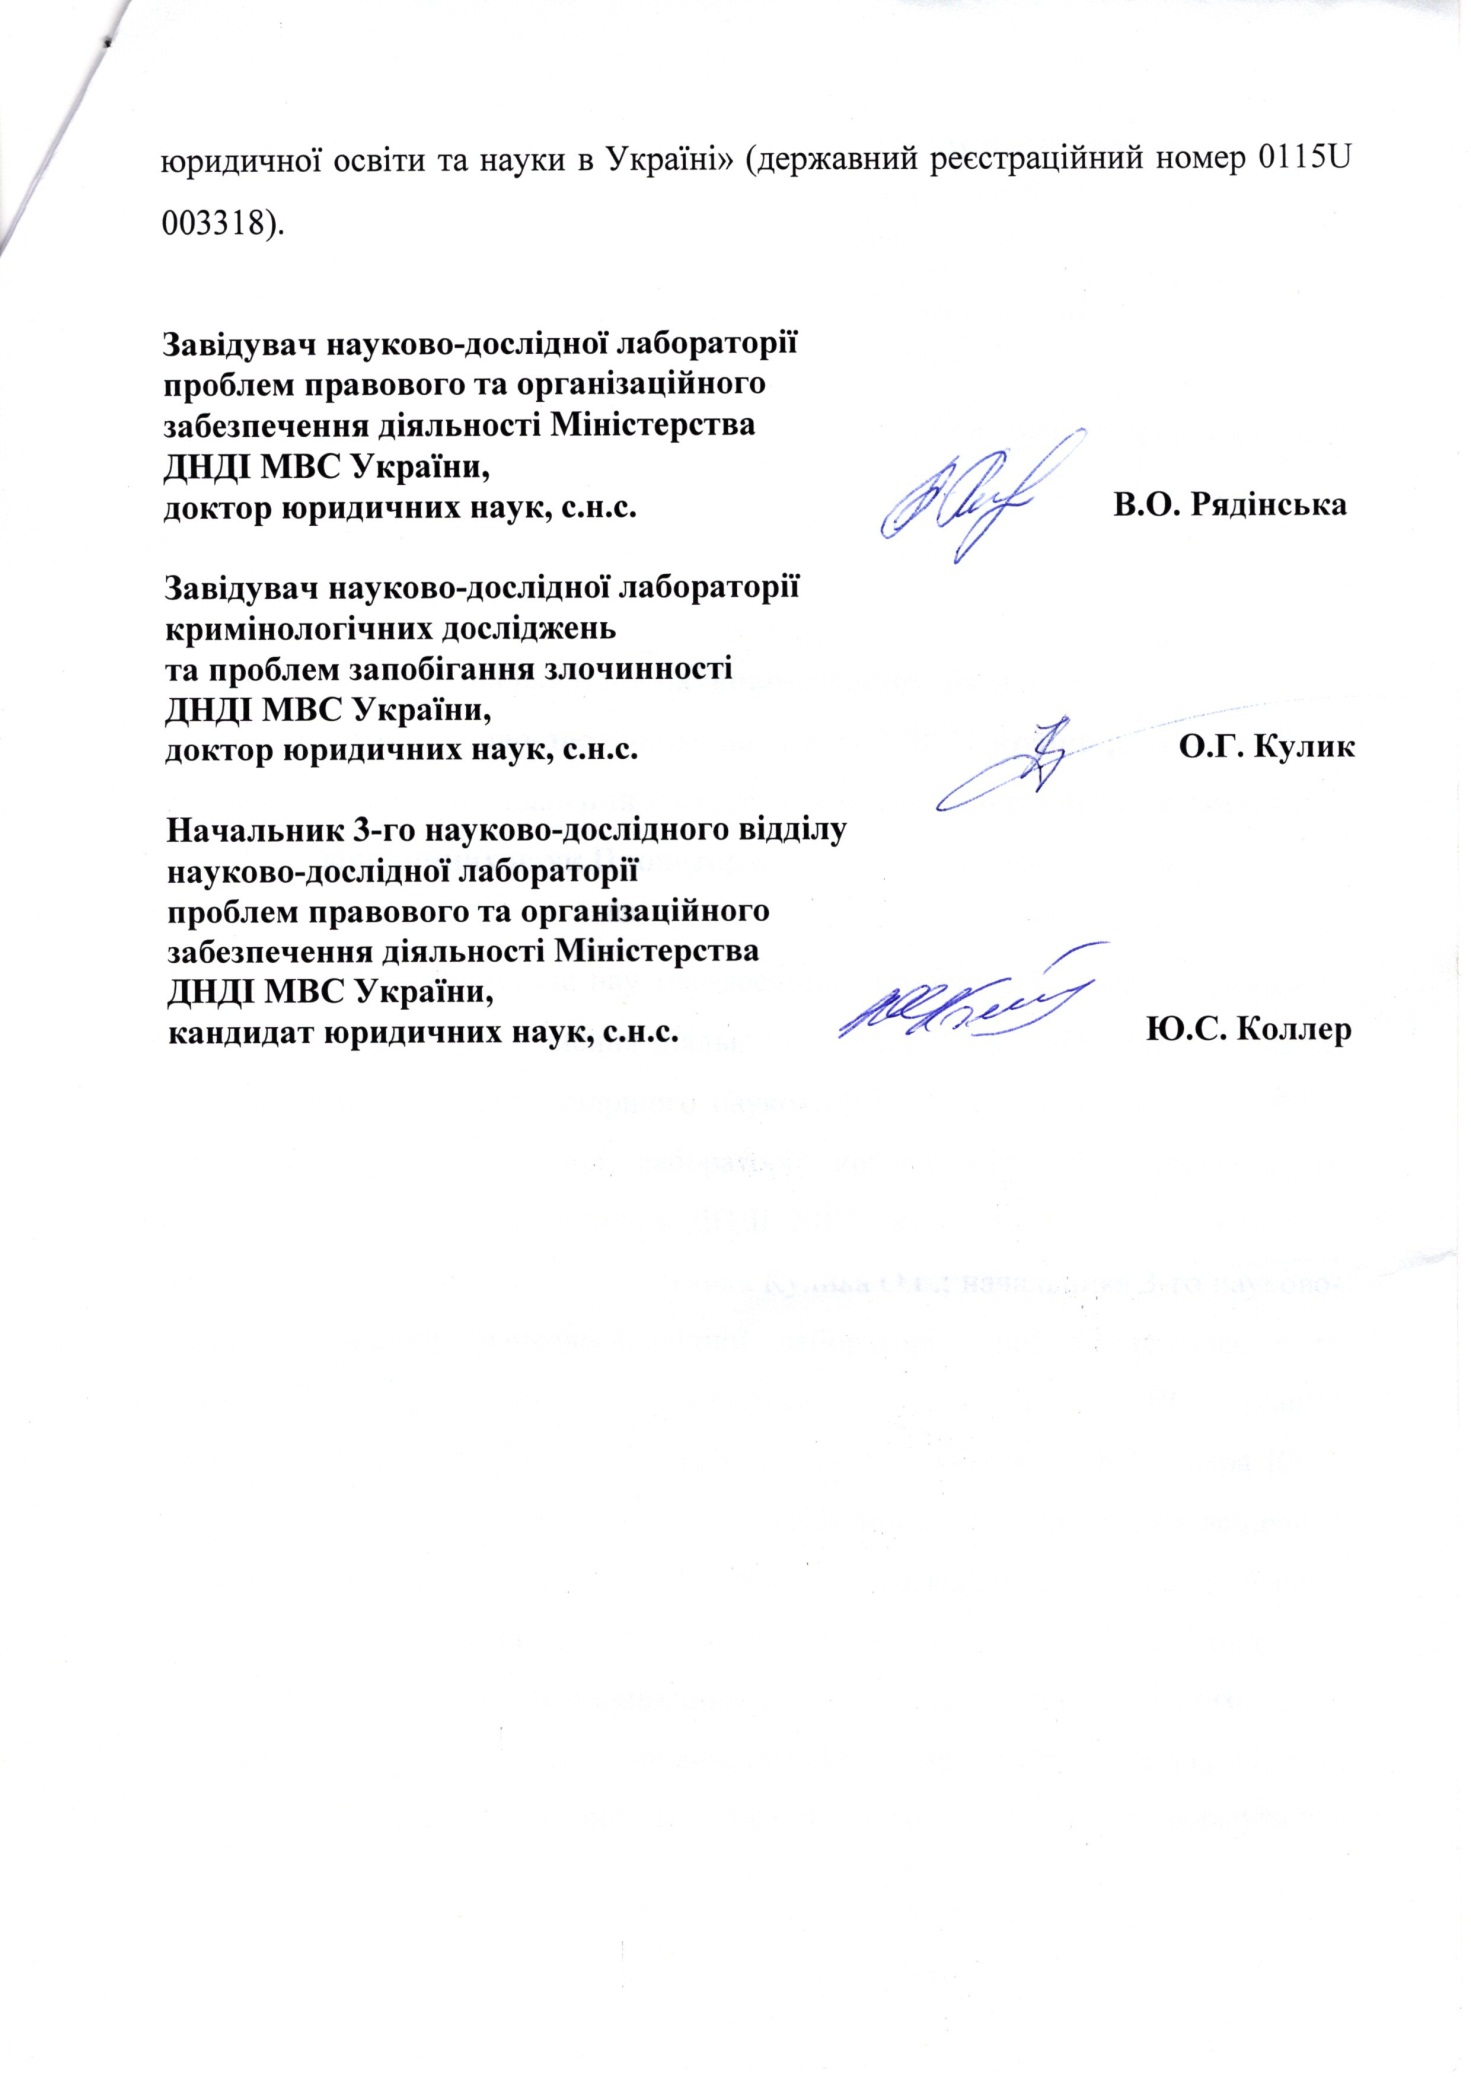 юридичної освіти та науки в Україні» (державний реєстраційний номер 0115U
003318).
Завідувач науково-дослідної лабораторії
проблем правового та організаційного
забезпечення діяльності Міністерства
ДНДІ МВС України,
доктор юридичних наук, с.н.с. В.О. Рядінська
Завідувач науково-дослідної лабораторії
кримінологічних досліджень
та проблем запобігання злочинності
ДНДІ МВС України,
доктор юридичних наук, с.н.с. О.Г. Кулик
Начальник 3-го науково-дослідного відділу
науково-дослідної лабораторії
проблем правового та організаційного
забезпечення діяльності Міністерства
ДНДІ МВС України,
кандидат юридичних наук, с.н.с. Ю.С. Коллер